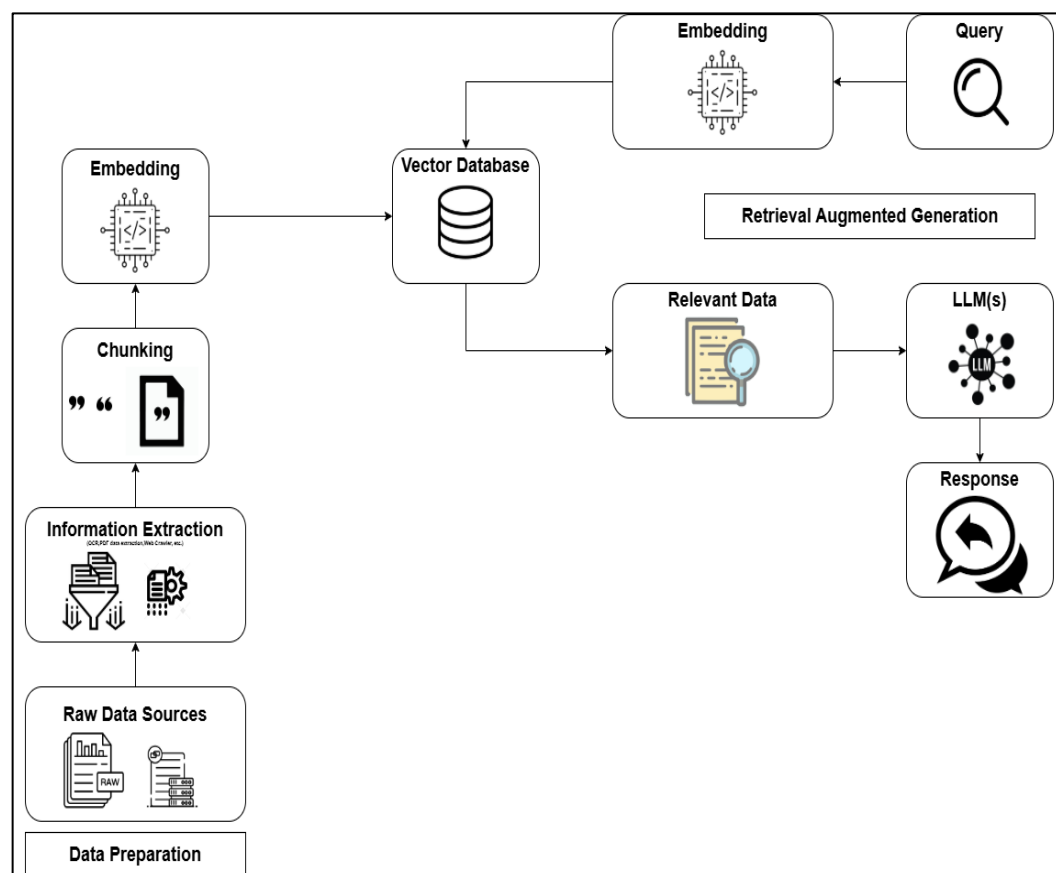 Embedding
</>
Query
Embedding
</>
Vector Database
Retrieval Augmented Generation
Relevant Data
LLM(s)
LLM
Chunking
Response
Information Extraction
(OCR,PDF data extraction,Web Crawler, etc.)
Raw Data Sources
RAW
Data Preparation